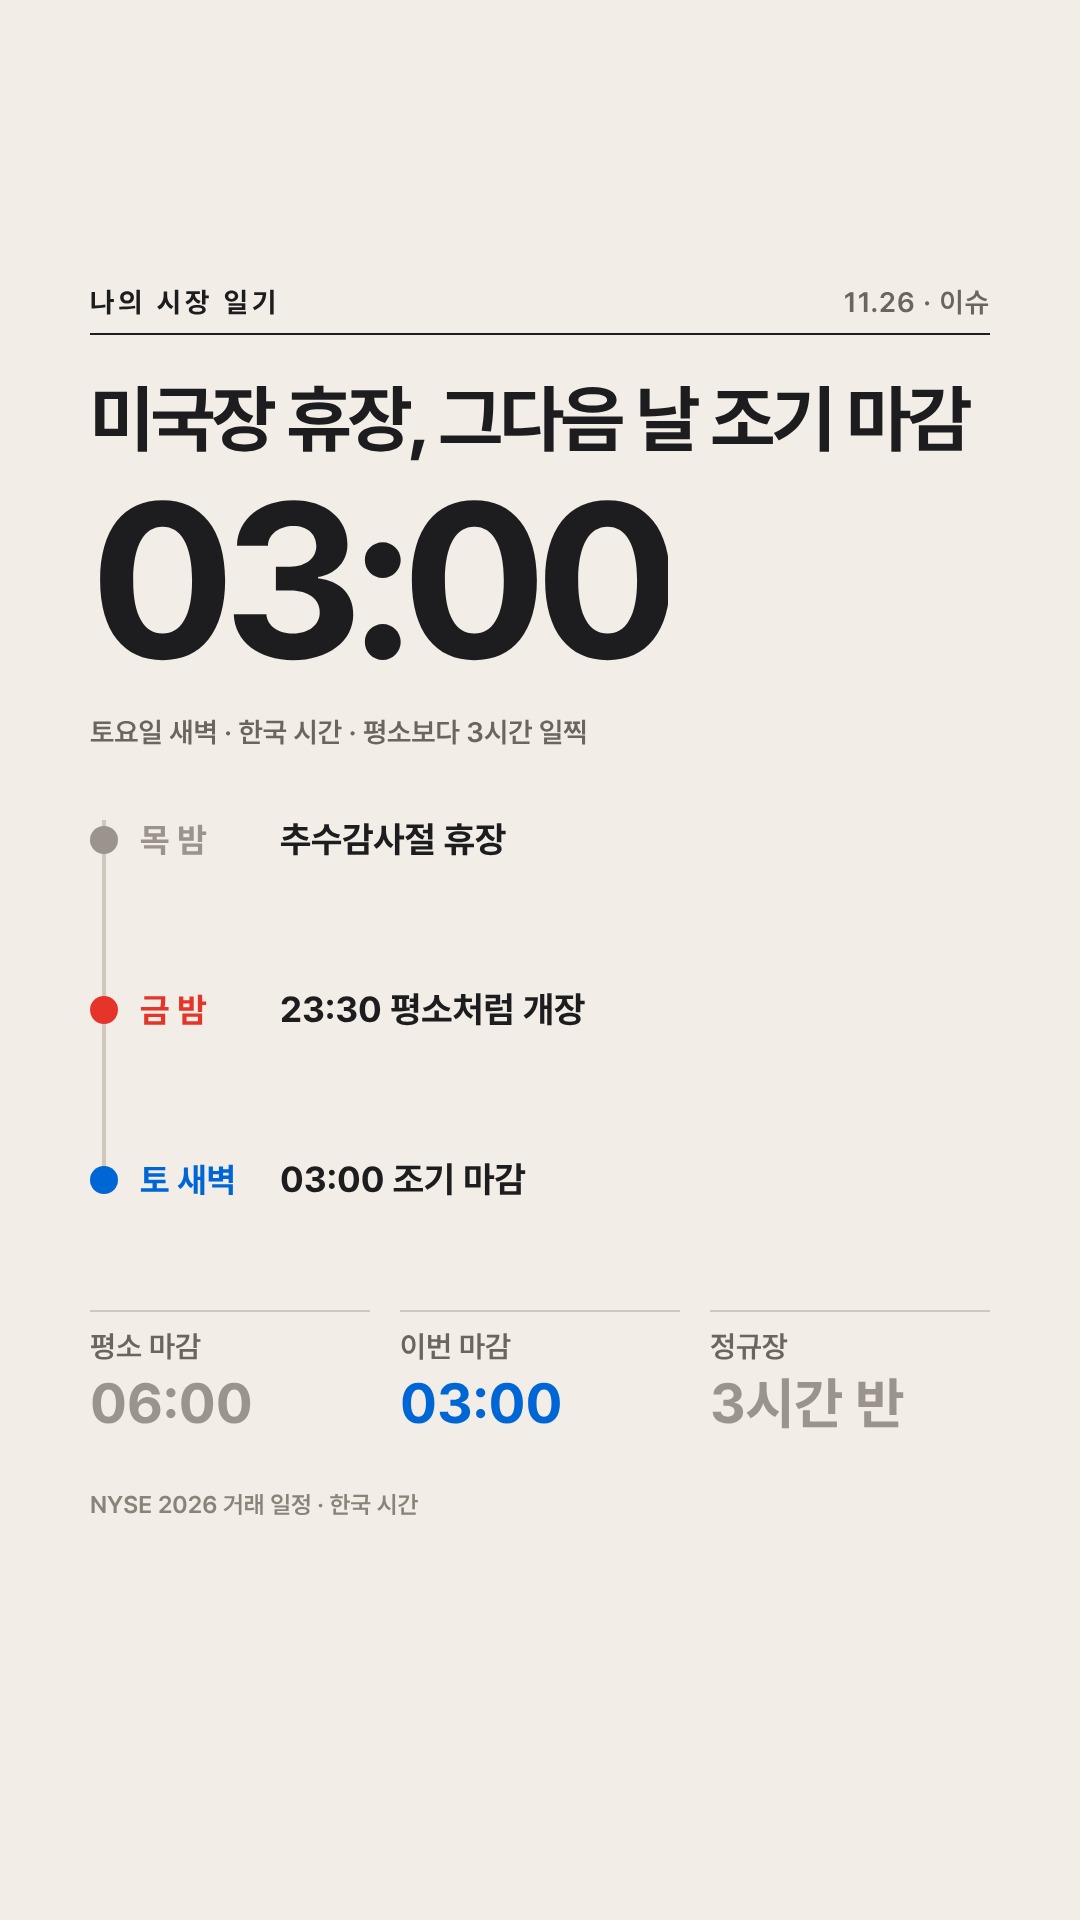 나의 시장 일기
11.26 · 이슈
미국장 휴장, 그다음 날 조기 마감
03:00
토요일 새벽 · 한국 시간 · 평소보다 3시간 일찍
목 밤 추수감사절 휴장
금 밤 23:30 평소처럼 개장
토 새벽 03:00 조기 마감
평소 마감
06:00
이번 마감
03:00
정규장
3시간 반
NYSE 2026 거래 일정 · 한국 시간